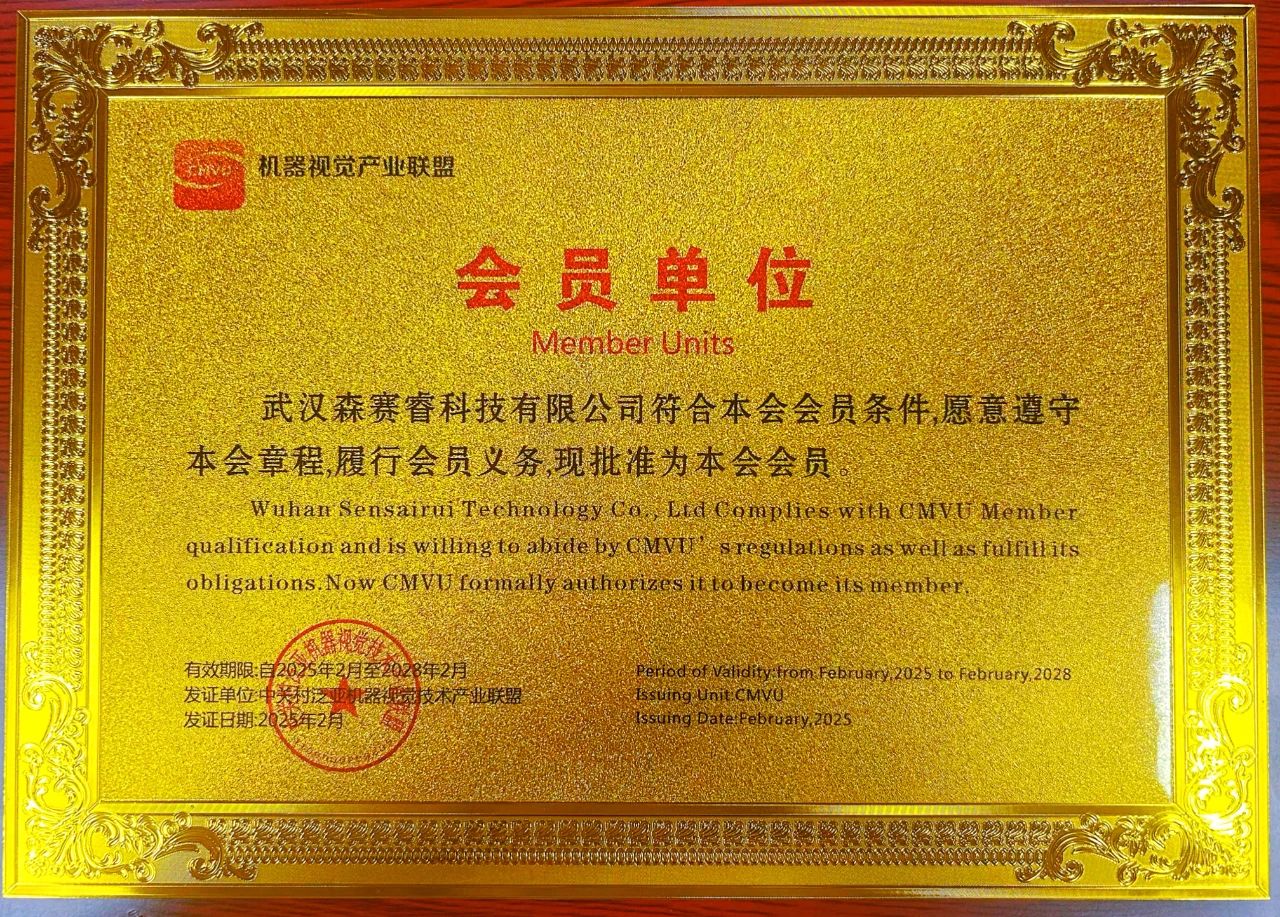 CMVU
机器视觉产业联盟
会员单位
Member Units
武汉森赛睿科技有限公司符合本会会员条件,愿意遵守
本会章程,履行会员义务,现批准为本会会员。
Wuhan Sensairui Technology Co., Ltd Complies with CMVU Member
qualification and is willing to abide by CMVU's regulations as well as fulfill its
obligations.Now CMVU formally authorizes it to become its member.
有效期限:自2025年2月至2028年2月
发证单位:中关村泛亚机器视觉技术产业联盟
发证日期:2025年2月
Period of Validity:from February,2025 to February,2028
Issuing Unit:CMVU
Issuing Date:February,2025